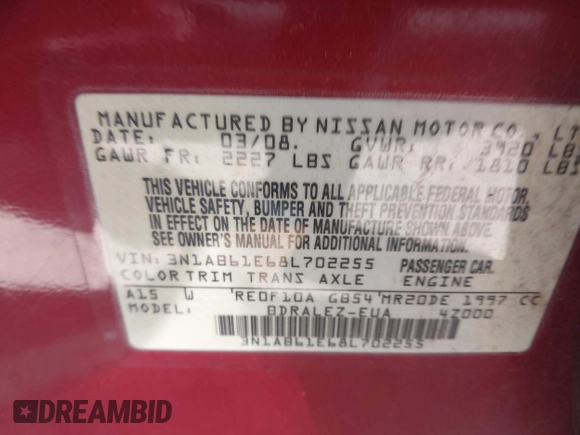 MANUFACTURED BY NISSAN MOTOR CO.,
DATE: 03/08. GVWR: 3920 LBS
GAWR FR: 2227 LBS GAWR RR: 1810 LBS
THIS VEHICLE CONFORMS TO ALL APPLICABLE FEDERAL MOTOR
VEHICLE SAFETY, BUMPER AND THEFT PREVENTION STANDARDS
IN EFFECT ON THE DATE OF MANUFACTURE SHOWN ABOVE.
SEE OWNER'S MANUAL FOR ADDITIONAL INFORMATION.
VIN: 3N1AB61E68L702255 PASSENGER CAR.
COLOR TRIM TRANS AXLE ENGINE
A15 W RE0F10A GB54 MR20DE 1997 CC
MODEL: BDRALEZ-EUA 4Z000
3N1AB61E68L702255
DREAMBID